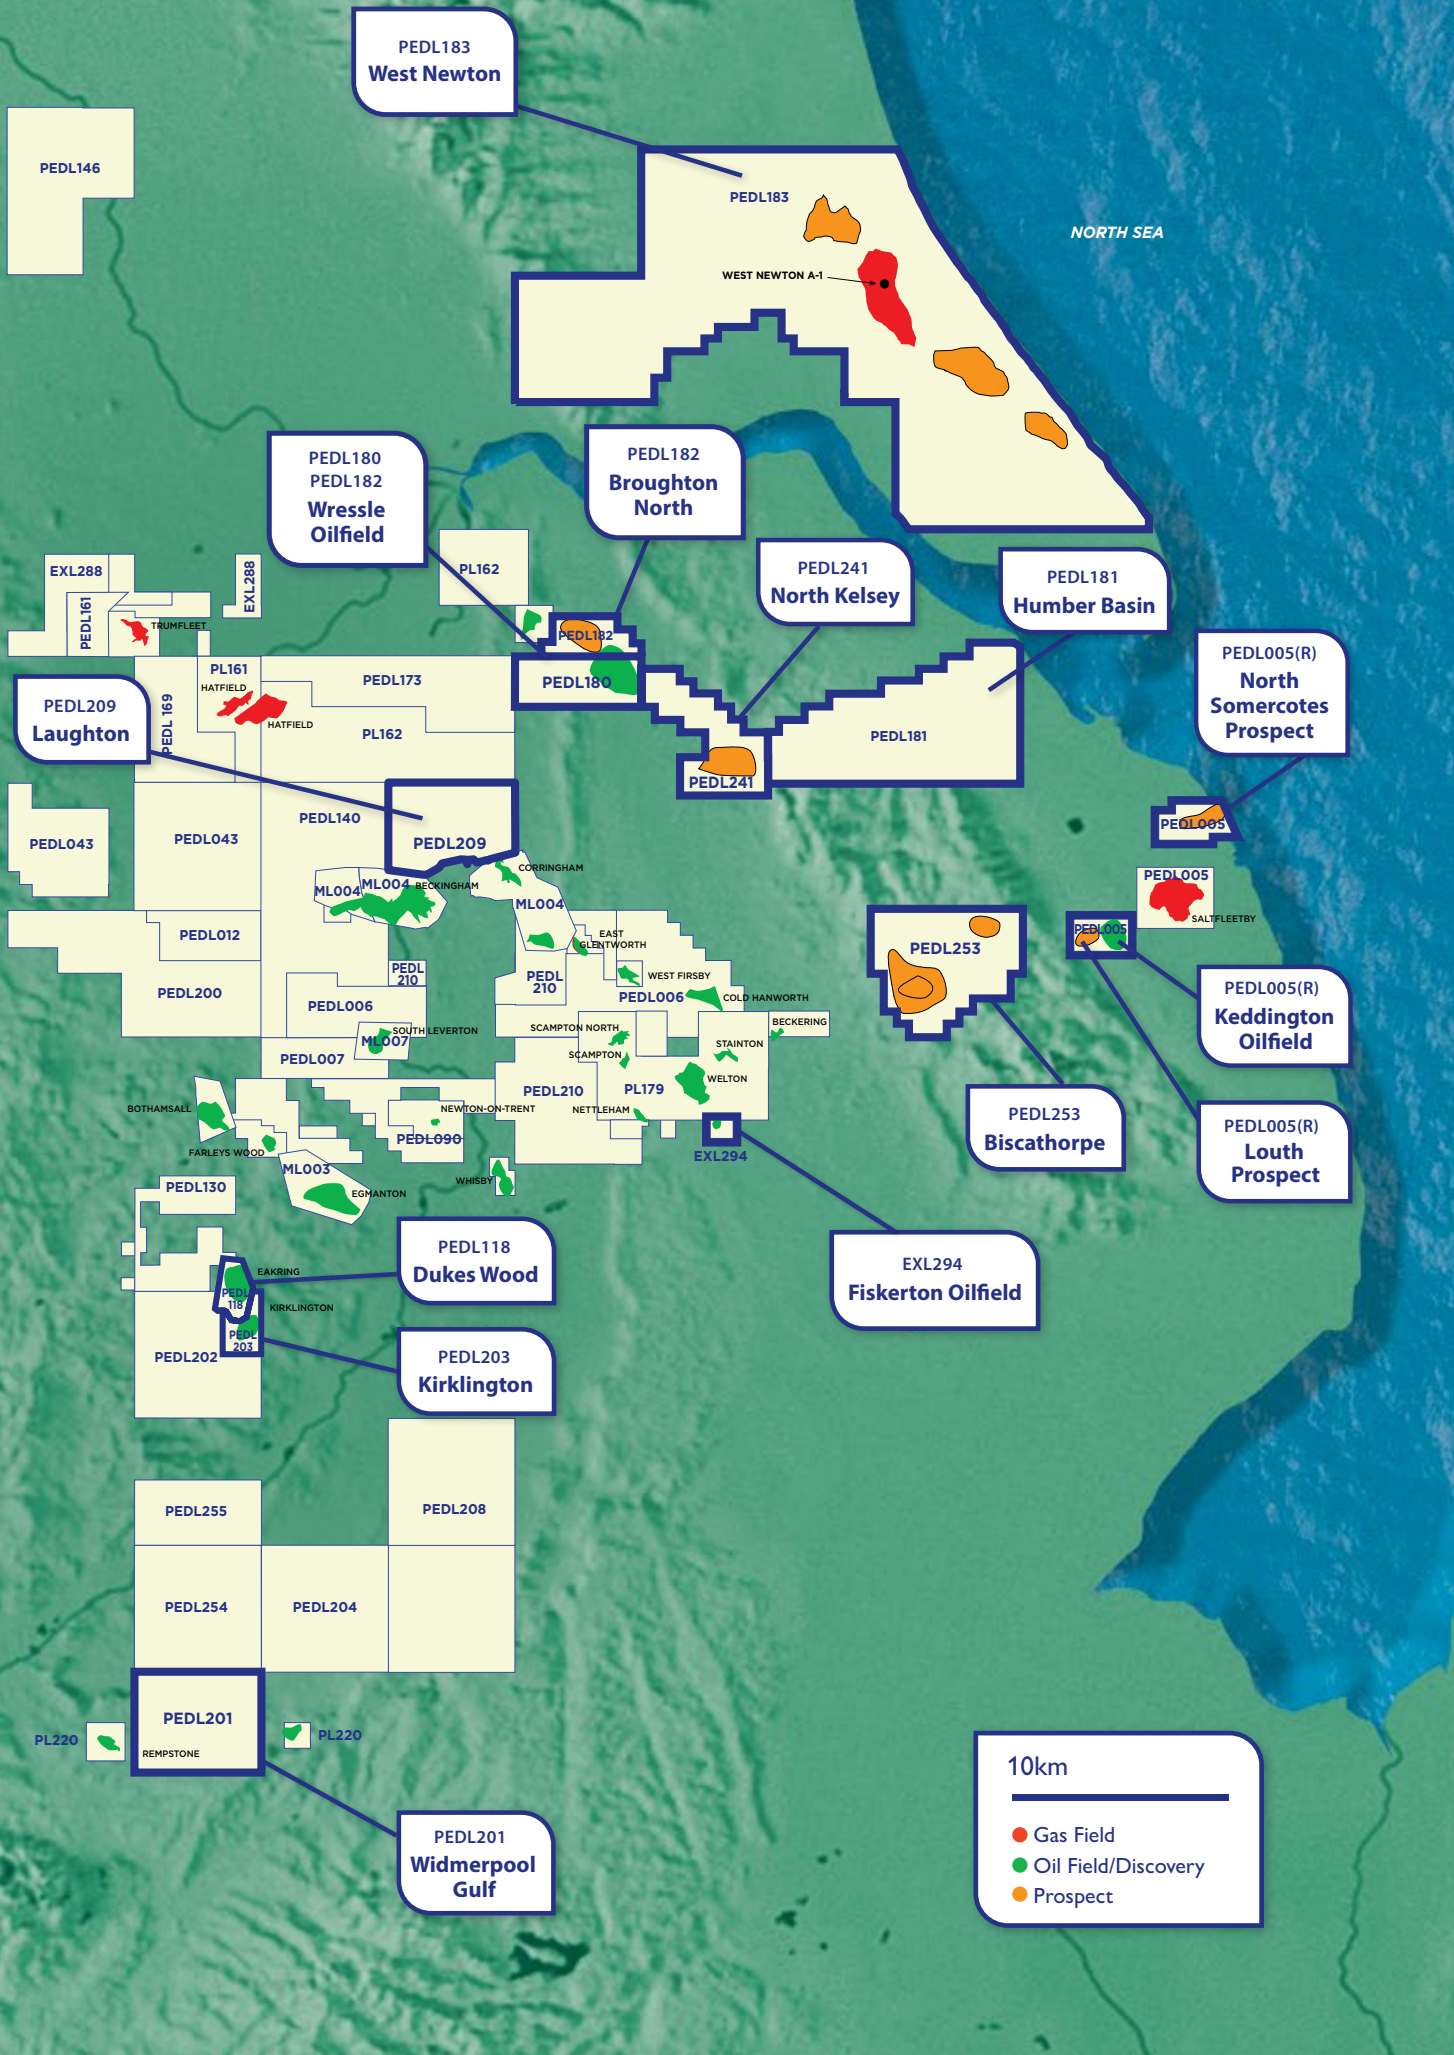 PEDL183
West Newton
PEDL146
PEDL183
NORTH SEA
WEST NEWTON A-1
PEDL180
PEDL182
Wressle
Oilfield
PEDL182
Broughton
North
PEDL241
North Kelsey
PEDL181
Humber Basin
PEDL005(R)
North
Somercotes
Prospect
EXL288
PEDL161
EXL288
TRUMFLEET
PL162
PEDL182
PEDL180
PL161
HATFIELD
HATFIELD
PEDL 169
PEDL173
PL162
PEDL209
Laughton
PEDL181
PEDL241
PEDL005
PEDL043
PEDL043
PEDL140
PEDL209
CORRINGHAM
ML004
ML004
BECKINGHAM
ML004
PEDL005
SALTFLEETBY
PEDL005
PEDL012
EAST
GLENTWORTH
PEDL253
PEDL
210
PEDL
210
WEST FIRSBY
PEDL006
COLD HANWORTH
PEDL200
PEDL006
PEDL005(R)
Keddington
Oilfield
SOUTH LEVERTON
ML007
SCAMPTON NORTH
BECKERING
STAINTON
SCAMPTON
PEDL007
PEDL210
PL179
WELTON
BOTHAMSALL
NEWTON-ON-TRENT
NETTLEHAM
PEDL090
FARLEYS WOOD
PEDL253
Biscathorpe
PEDL005(R)
Louth
Prospect
EXL294
ML003
WHISBY
EGMANTON
PEDL130
PEDL118
Dukes Wood
EAKRING
PEDL
118
KIRKLINGTON
PEDL
203
EXL294
Fiskerton Oilfield
PEDL202
PEDL203
Kirklington
PEDL255
PEDL208
PEDL254
PEDL204
PEDL201
PL220
PL220
REMPSTONE
PEDL201
Widmerpool
Gulf
10km
Gas Field
Oil Field/Discovery
Prospect